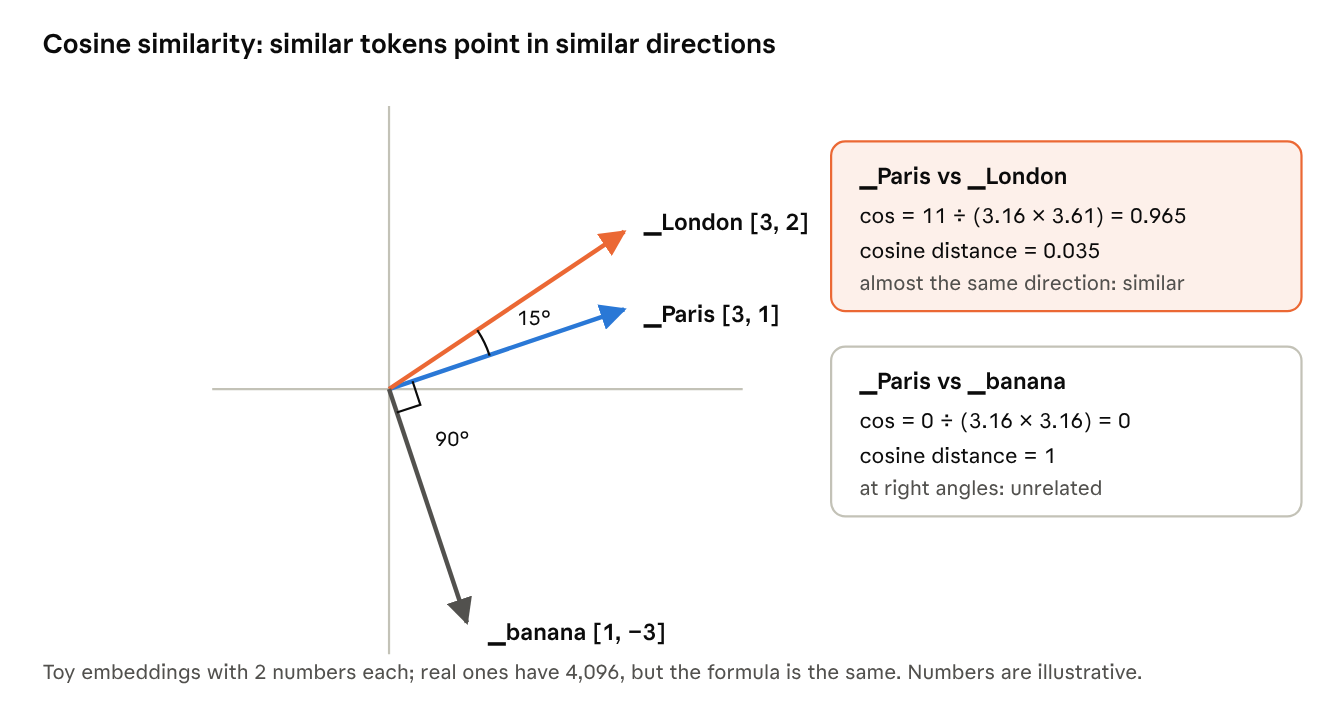 Cosine similarity: similar tokens point in similar directions
_London [3, 2]
_Paris [3, 1]
15°
90°
_banana [1, −3]
_Paris vs _London
cos = 11 ÷ (3.16 × 3.61) = 0.965
cosine distance = 0.035
almost the same direction: similar
_Paris vs _banana
cos = 0 ÷ (3.16 × 3.16) = 0
cosine distance = 1
at right angles: unrelated
Toy embeddings with 2 numbers each; real ones have 4,096, but the formula is the same. Numbers are illustrative.